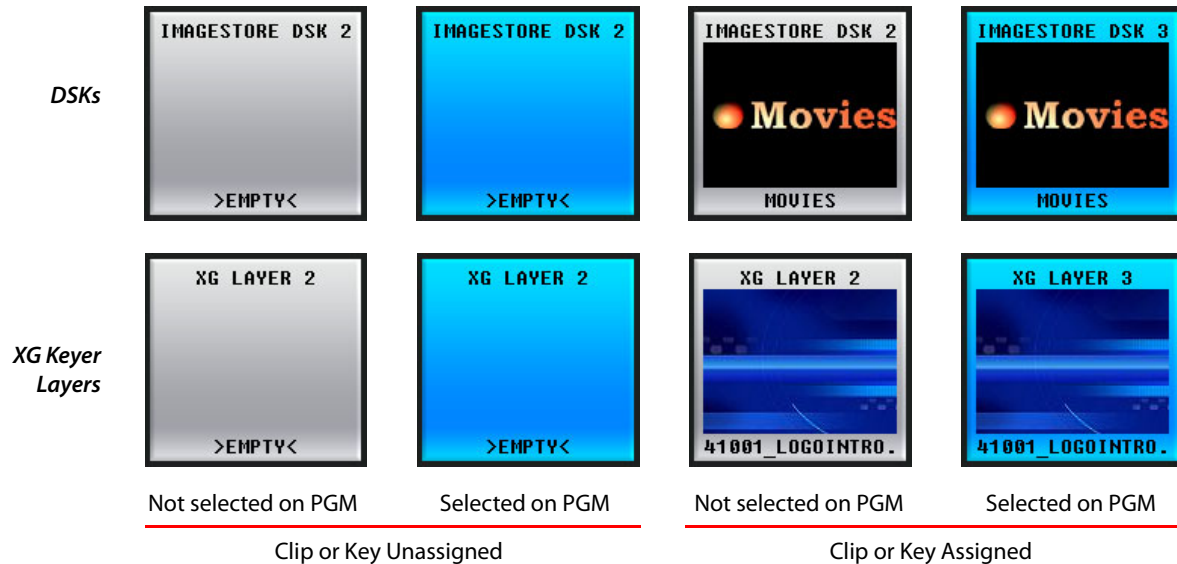 DSKs
IMAGESTORE DSK 2
>EMPTY<
IMAGESTORE DSK 2
>EMPTY<
IMAGESTORE DSK 2
Movies
MOVIES
IMAGESTORE DSK 3
Movies
MOVIES
XG Keyer
Layers
XG LAYER 2
>EMPTY<
XG LAYER 2
>EMPTY<
XG LAYER 2
41001_LOGOINTRO.
XG LAYER 3
41001_LOGOINTRO.
Not selected on PGM
Selected on PGM
Not selected on PGM
Selected on PGM
Clip or Key Unassigned
Clip or Key Assigned